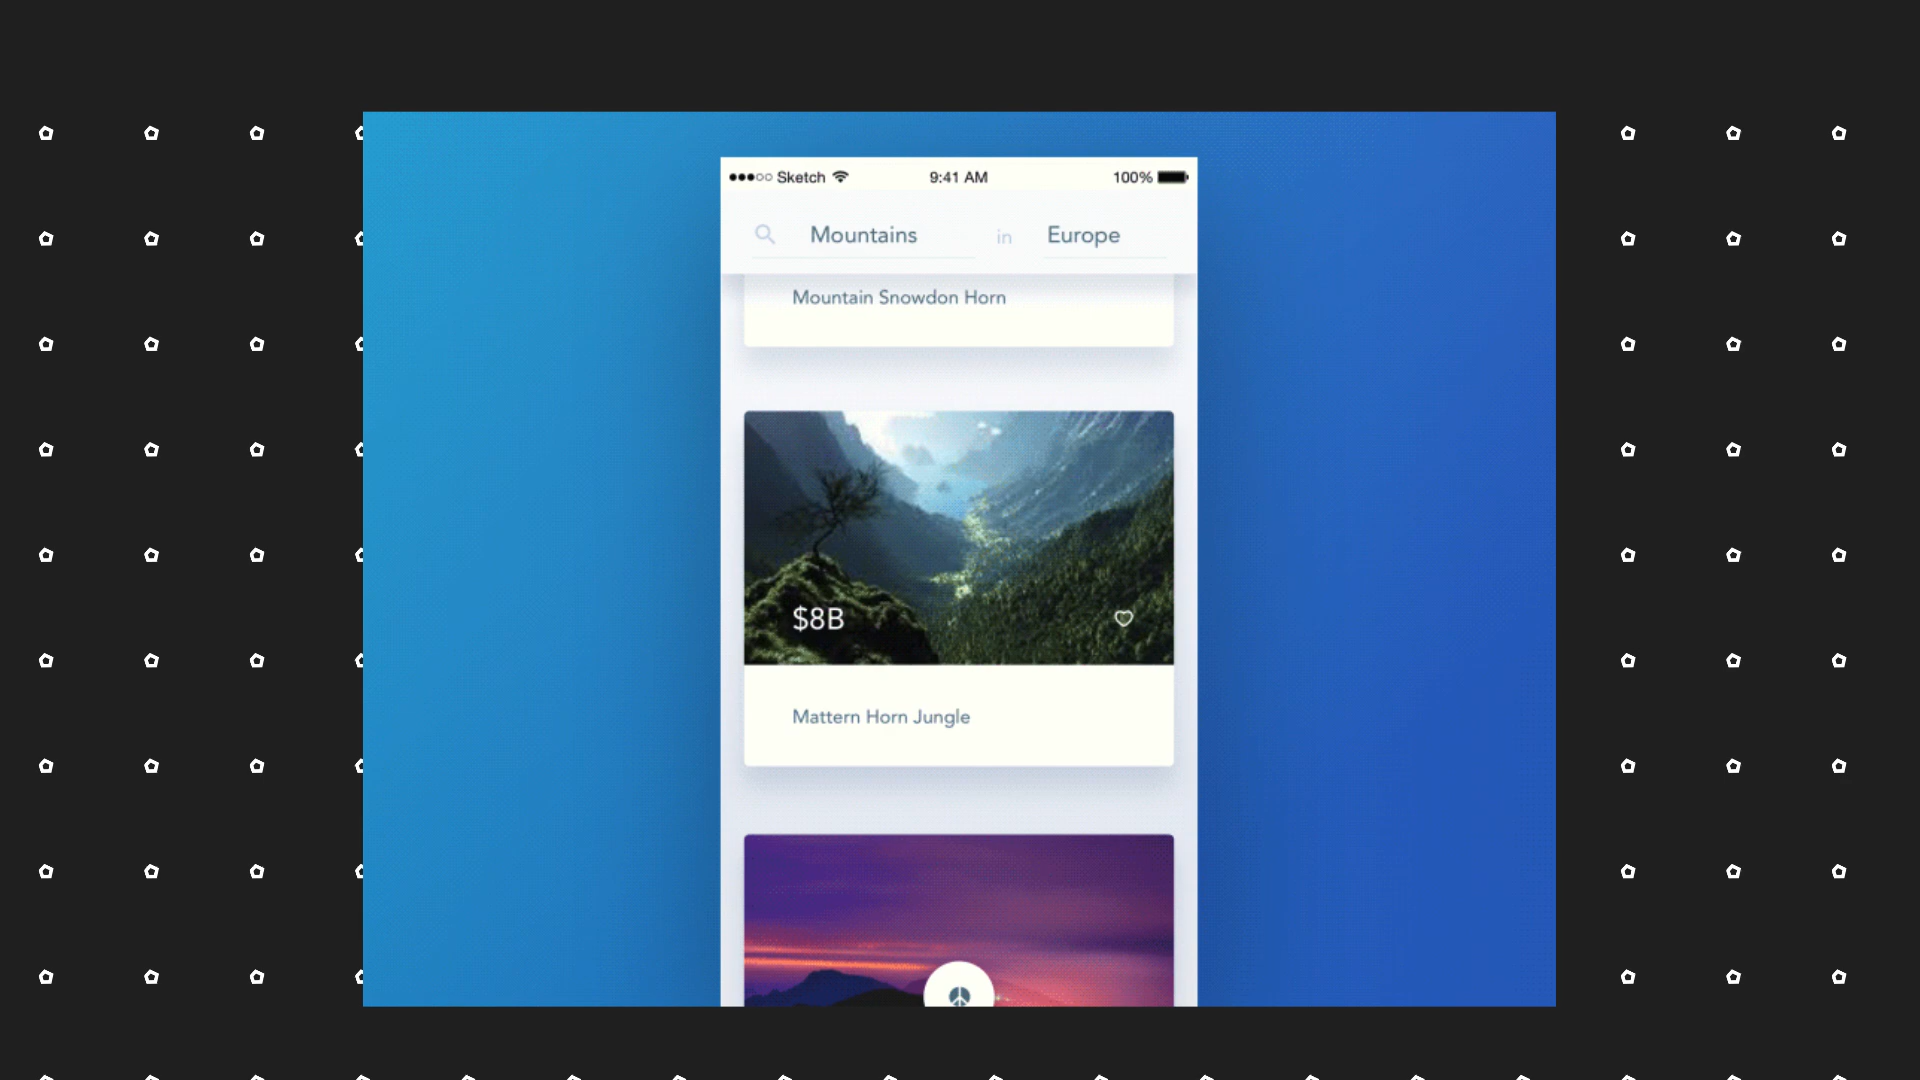 Sketch 9:41 AM 100%
Mountains in Europe
Mountain Snowdon Horn
$8B
Mattern Horn Jungle